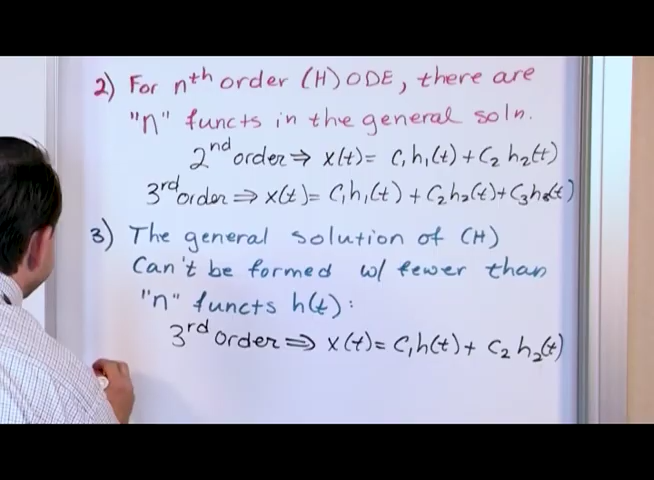 2) For nth order (H) ODE, there are
"n" functs in the general soln.
2nd order ⇒ x(t) = C₁h₁(t) + C₂ h₂(t)
3rd order ⇒ x(t) = C₁h₁(t) + C₂h₂(t) + C₃h₃(t)
3) The general solution of (H)
Can't be formed w/ fewer than
"n" functs h(t):
3rd order ⇒ x(t) = C₁h(t) + C₂ h₂(t)